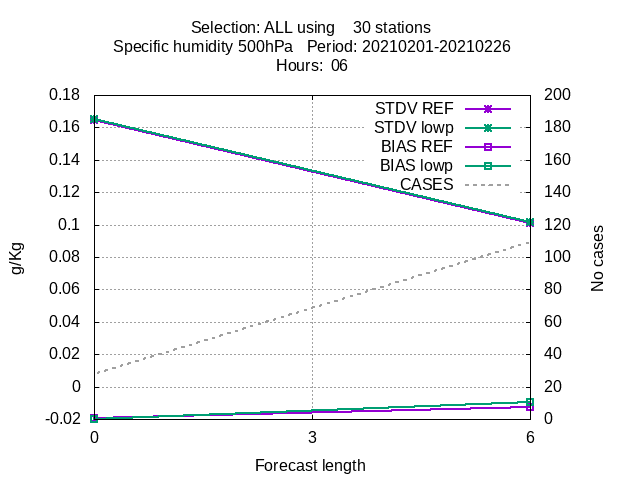 Selection: ALL using    30 stations
Specific humidity 500hPa   Period: 20210201-20210226
Hours:  06
0.18
0.16
0.14
0.12
0.1
0.08
0.06
0.04
0.02
0
-0.02
g/Kg
STDV REF
STDV lowp
BIAS REF
BIAS lowp
CASES
200
180
160
140
120
100
80
60
40
20
0
No cases
0
3
6
Forecast length